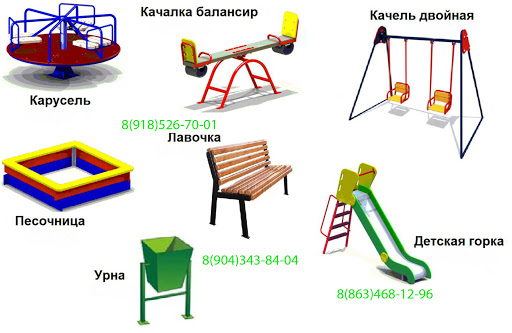 Качалка балансир
Качель двойная
Карусель
8(918)526-70-01
Лавочка
Песочница
Детская горка
Урна
8(904)343-84-04
8(863)468-12-96